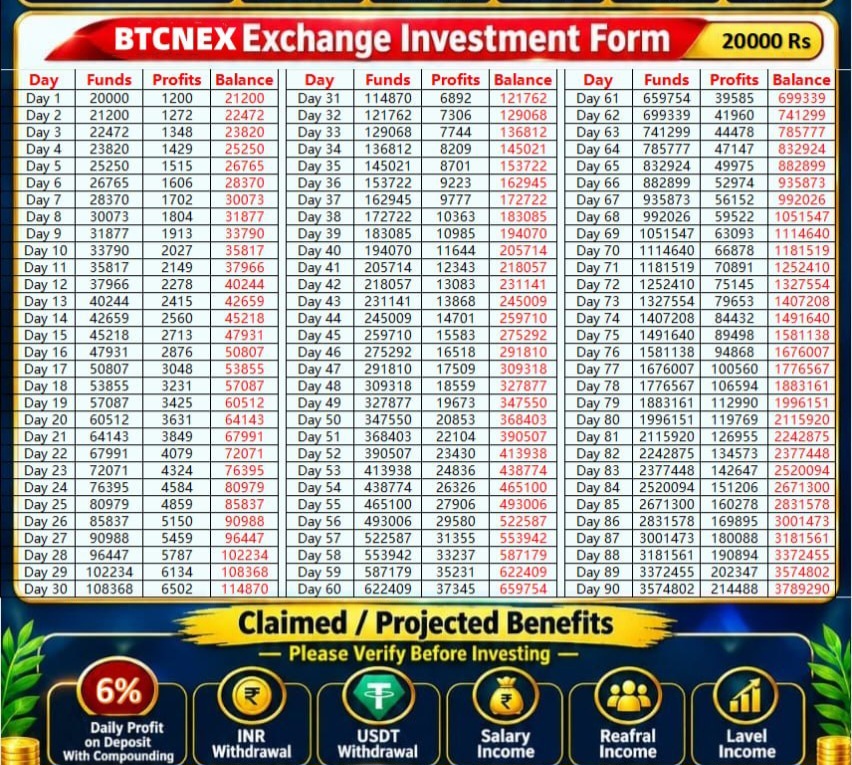 BTCNEX Exchange Investment Form 20000 Rs
Day Funds Profits Balance Day Funds Profits Balance Day Funds Profits Balance
Day 1 20000 1200 21200 Day 31 114870 6892 121762 Day 61 659754 39585 699339
Day 2 21200 1272 22472 Day 32 121762 7306 129068 Day 62 699339 41960 741299
Day 3 22472 1348 23820 Day 33 129068 7744 136812 Day 63 741299 44478 785777
Day 4 23820 1429 25250 Day 34 136812 8209 145021 Day 64 785777 47147 832924
Day 5 25250 1515 26765 Day 35 145021 8701 153722 Day 65 832924 49975 882899
Day 6 26765 1606 28370 Day 36 153722 9223 162945 Day 66 882899 52974 935873
Day 7 28370 1702 30073 Day 37 162945 9777 172722 Day 67 935873 56152 992026
Day 8 30073 1804 31877 Day 38 172722 10363 183085 Day 68 992026 59522 1051547
Day 9 31877 1913 33790 Day 39 183085 10985 194070 Day 69 1051547 63093 1114640
Day 10 33790 2027 35817 Day 40 194070 11644 205714 Day 70 1114640 66878 1181519
Day 11 35817 2149 37966 Day 41 205714 12343 218057 Day 71 1181519 70891 1252410
Day 12 37966 2278 40244 Day 42 218057 13083 231141 Day 72 1252410 75145 1327554
Day 13 40244 2415 42659 Day 43 231141 13868 245009 Day 73 1327554 79653 1407208
Day 14 42659 2560 45218 Day 44 245009 14701 259710 Day 74 1407208 84432 1491640
Day 15 45218 2713 47931 Day 45 259710 15583 275292 Day 75 1491640 89498 1581138
Day 16 47931 2876 50807 Day 46 275292 16518 291810 Day 76 1581138 94868 1676007
Day 17 50807 3048 53855 Day 47 291810 17509 309318 Day 77 1676007 100560 1776567
Day 18 53855 3231 57087 Day 48 309318 18559 327877 Day 78 1776567 106594 1883161
Day 19 57087 3425 60512 Day 49 327877 19673 347550 Day 79 1883161 112990 1996151
Day 20 60512 3631 64143 Day 50 347550 20853 368403 Day 80 1996151 119769 2115920
Day 21 64143 3849 67991 Day 51 368403 22104 390507 Day 81 2115920 126955 2242875
Day 22 67991 4079 72071 Day 52 390507 23430 413938 Day 82 2242875 134573 2377448
Day 23 72071 4324 76395 Day 53 413938 24836 438774 Day 83 2377448 142647 2520094
Day 24 76395 4584 80979 Day 54 438774 26326 465100 Day 84 2520094 151206 2671300
Day 25 80979 4859 85837 Day 55 465100 27906 493006 Day 85 2671300 160278 2831578
Day 26 85837 5150 90988 Day 56 493006 29580 522587 Day 86 2831578 169895 3001473
Day 27 90988 5459 96447 Day 57 522587 31355 553942 Day 87 3001473 180088 3181561
Day 28 96447 5787 102234 Day 58 553942 33237 587179 Day 88 3181561 190894 3372455
Day 29 102234 6134 108368 Day 59 587179 35231 622409 Day 89 3372455 202347 3574802
Day 30 108368 6502 114870 Day 60 622409 37345 659754 Day 90 3574802 214488 3789290
Claimed / Projected Benefits
Please Verify Before Investing
6%
Daily Profit
on Deposit
With Compounding
INR
Withdrawal
USDT
Withdrawal
Salary
Income
Reafral
Income
Lavel
Income